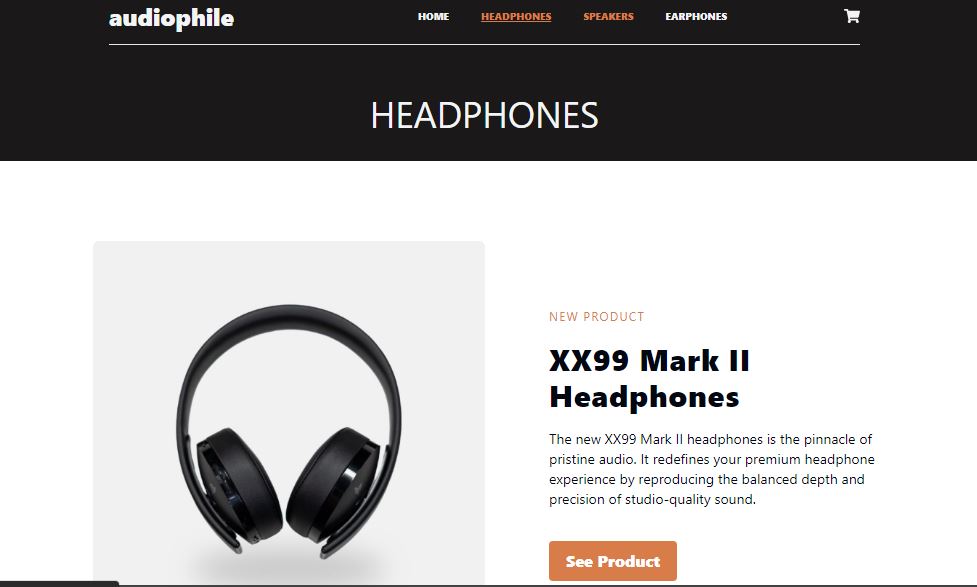 audiophile
HOME HEADPHONES SPEAKERS EARPHONES
HEADPHONES
NEW PRODUCT
XX99 Mark II
Headphones
The new XX99 Mark II headphones is the pinnacle of
pristine audio. It redefines your premium headphone
experience by reproducing the balanced depth and
precision of studio-quality sound.
See Product